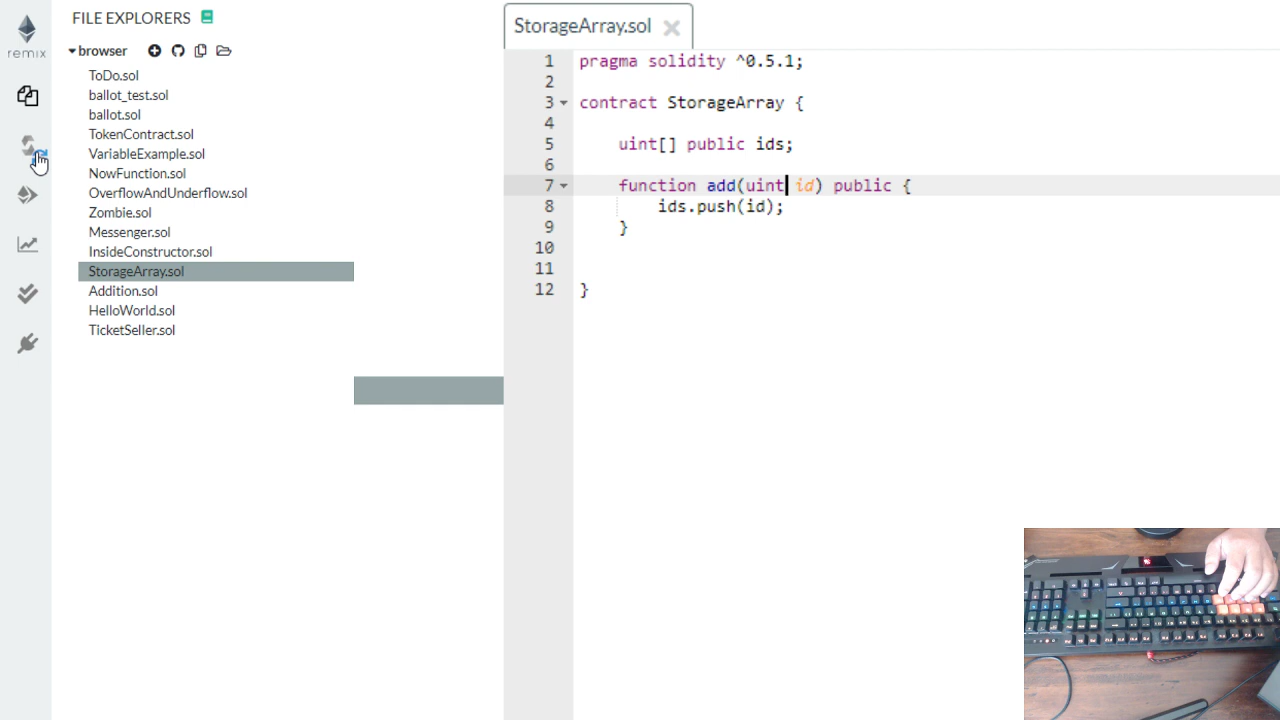 remix
FILE EXPLORERS
browser
ToDo.sol
ballot_test.sol
ballot.sol
TokenContract.sol
VariableExample.sol
NowFunction.sol
OverflowAndUnderflow.sol
Zombie.sol
Messenger.sol
InsideConstructor.sol
StorageArray.sol
Addition.sol
HelloWorld.sol
TicketSeller.sol
StorageArray.sol
1 pragma solidity ^0.5.1;
2
3 contract StorageArray {
4
5 uint[] public ids;
6
7 function add(uint id) public {
8 ids.push(id);
9 }
10
11
12 }